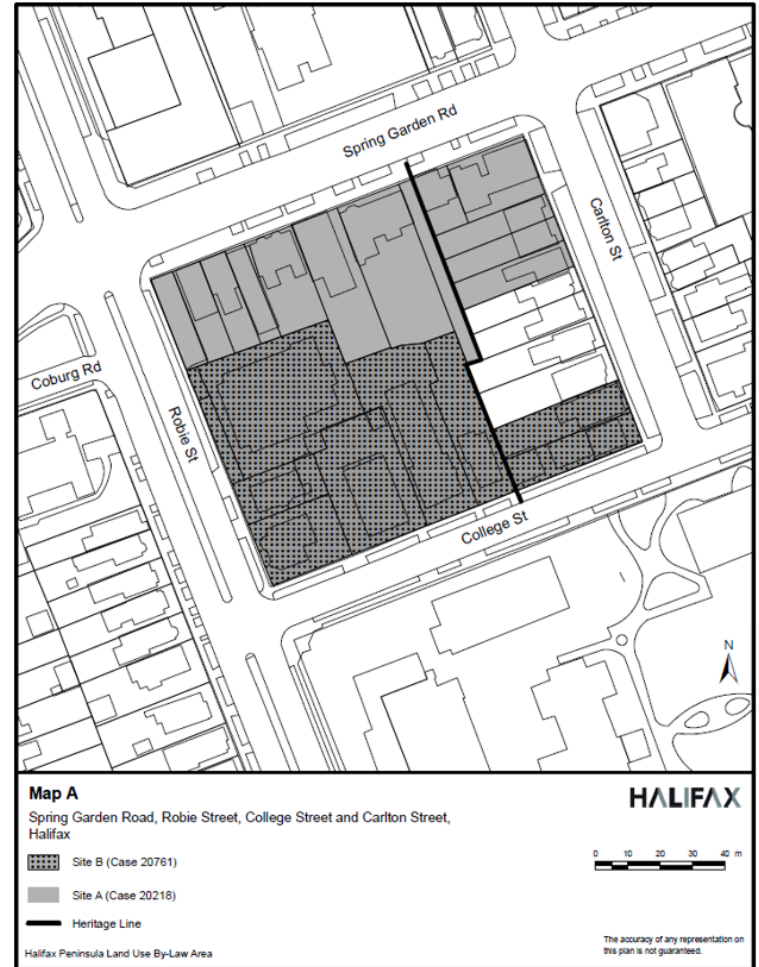 Spring Garden Rd
Carlton St
Coburg Rd
Robie St
College St
N
Map A
HALIFAX
Spring Garden Road, Robie Street, College Street and Carlton Street,
Halifax
Site B (Case 20761)
0 10 20 30 40 m
Site A (Case 20218)
Heritage Line
The accuracy of any representation on
this plan is not guaranteed.
Halifax Peninsula Land Use By-Law Area